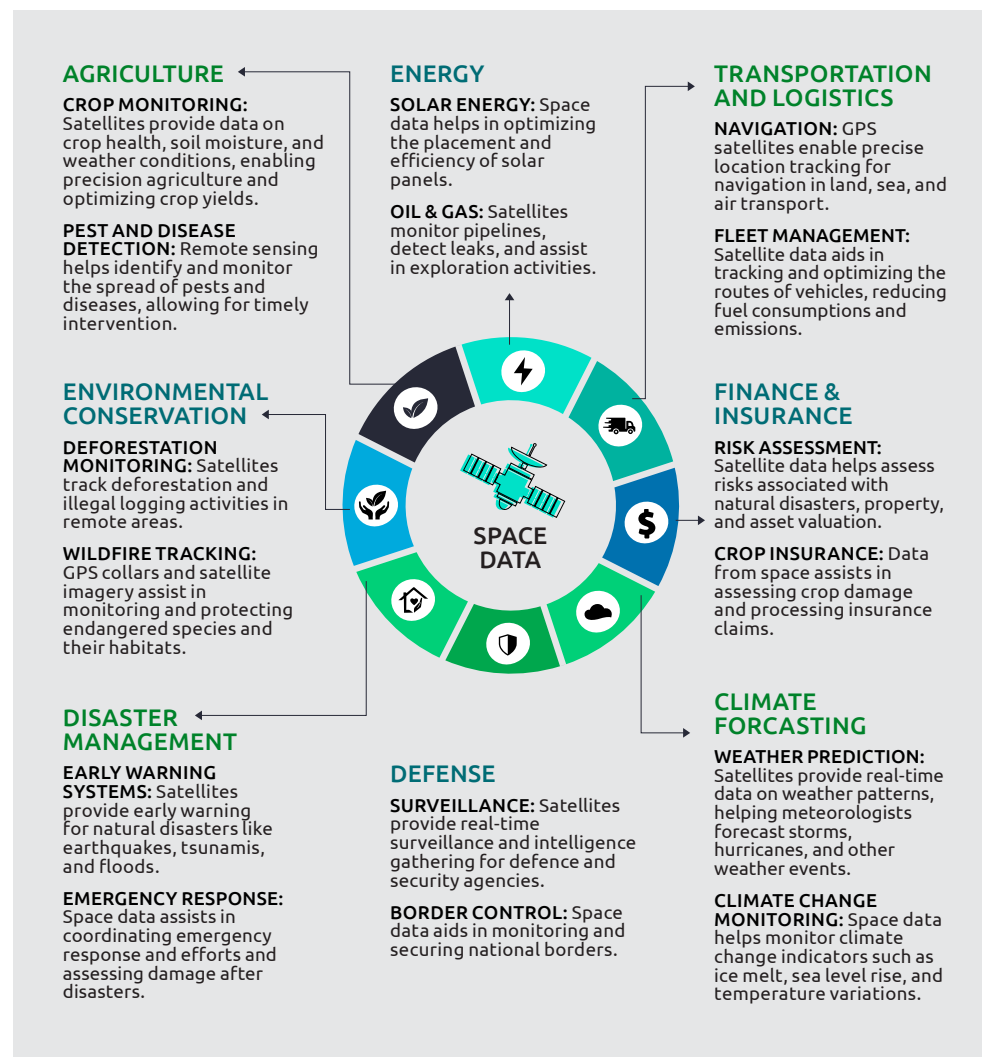 AGRICULTURE
CROP MONITORING:
Satellites provide data on
crop health, soil moisture, and
weather conditions, enabling
precision agriculture and
optimizing crop yields.
PEST AND DISEASE
DETECTION: Remote sensing
helps identify and monitor
the spread of pests and
diseases, allowing for timely
intervention.
ENERGY
SOLAR ENERGY: Space
data helps in optimizing
the placement and
efficiency of solar
panels.
OIL & GAS: Satellites
monitor pipelines,
detect leaks, and assist
in exploration activities.
TRANSPORTATION
AND LOGISTICS
NAVIGATION: GPS
satellites enable precise
location tracking for
navigation in land, sea, and
air transport.
FLEET MANAGEMENT:
Satellite data aids in
tracking and optimizing the
routes of vehicles, reducing
fuel consumptions and
emissions.
ENVIRONMENTAL
CONSERVATION
DEFORESTATION
MONITORING: Satellites
track deforestation and
illegal logging activities in
remote areas.
WILDFIRE TRACKING:
GPS collars and satellite
imagery assist in
monitoring and protecting
endangered species and
their habitats.
$
SPACE
DATA
FINANCE &
INSURANCE
RISK ASSESSMENT:
Satellite data helps assess
risks associated with
natural disasters, property,
and asset valuation.
CROP INSURANCE: Data
from space assists in
assessing crop damage
and processing insurance
claims.
DISASTER
MANAGEMENT
EARLY WARNING
SYSTEMS: Satellites
provide early warning
for natural disasters like
earthquakes, tsunamis,
and floods.
EMERGENCY RESPONSE:
Space data assists in
coordinating emergency
response and efforts and
assessing damage after
disasters.
DEFENSE
SURVEILLANCE: Satellites
provide real-time
surveillance and intelligence
gathering for defence and
security agencies.
BORDER CONTROL: Space
data aids in monitoring and
securing national borders.
CLIMATE
FORCASTING
WEATHER PREDICTION:
Satellites provide real-time
data on weather patterns,
helping meteorologists
forecast storms,
hurricanes, and other
weather events.
CLIMATE CHANGE
MONITORING: Space data
helps monitor climate
change indicators such as
ice melt, sea level rise, and
temperature variations.